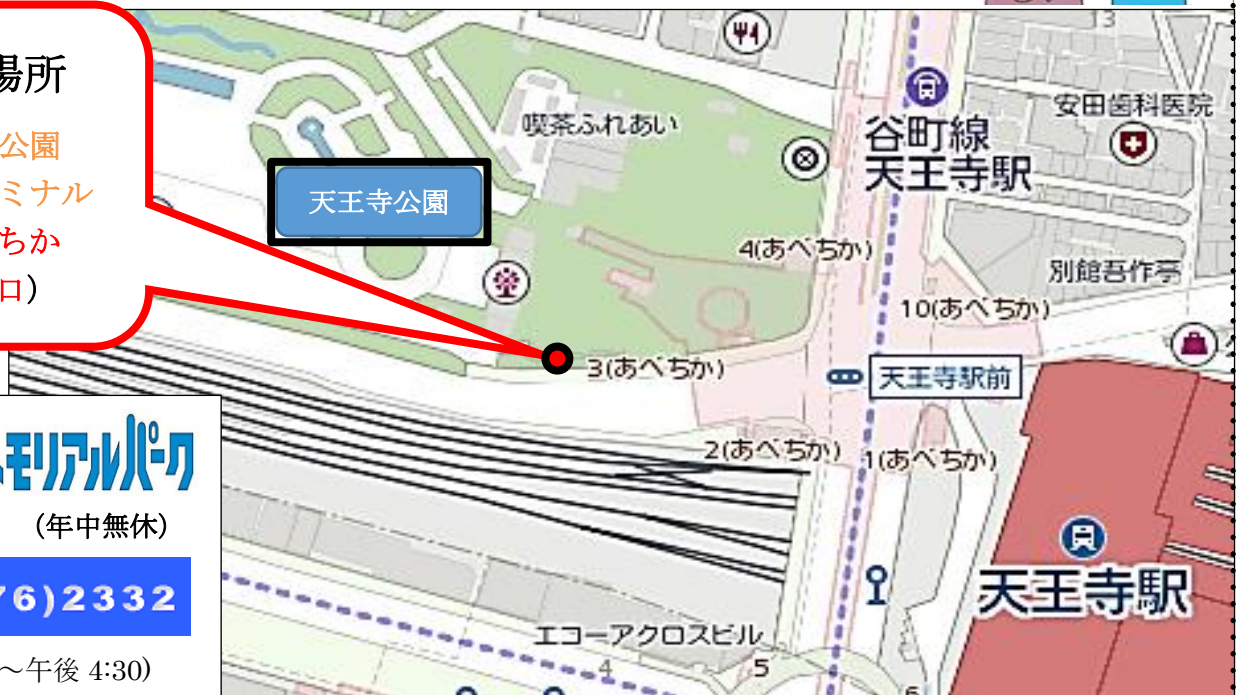 場所
公園
ミナル
ちか
口)
天王寺公園
喫茶ふれあい
谷町線
天王寺駅
安田歯科医院
13
4(あべちか)
別館吾作亭
10(あべちか)
3(あべちか)
天王寺駅前
2(あべちか)
1(あべちか)
モリアルパーク
(年中無休)
76)2332
～午後 4:30)
天王寺駅
エコーアクロスビル
4
5
6